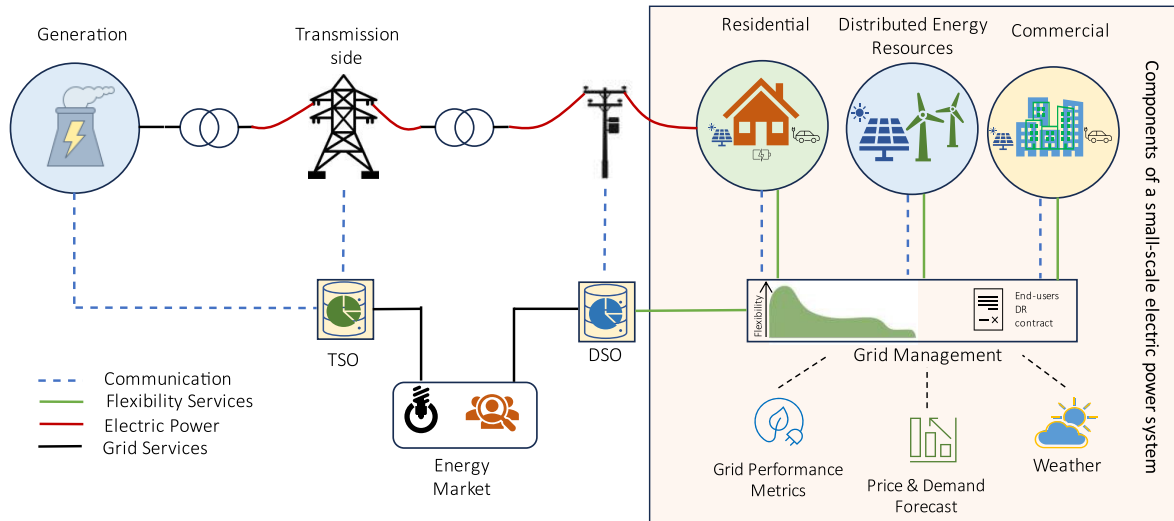 Generation
Transmission
side
Residential
Distributed Energy
Resources
Commercial
Components of a small-scale electric power system
TSO
DSO
Flexibility
End-users
DR
contract
Grid Management
Communication
Flexibility Services
Electric Power
Grid Services
Energy
Market
Grid Performance
Metrics
Price & Demand
Forecast
Weather